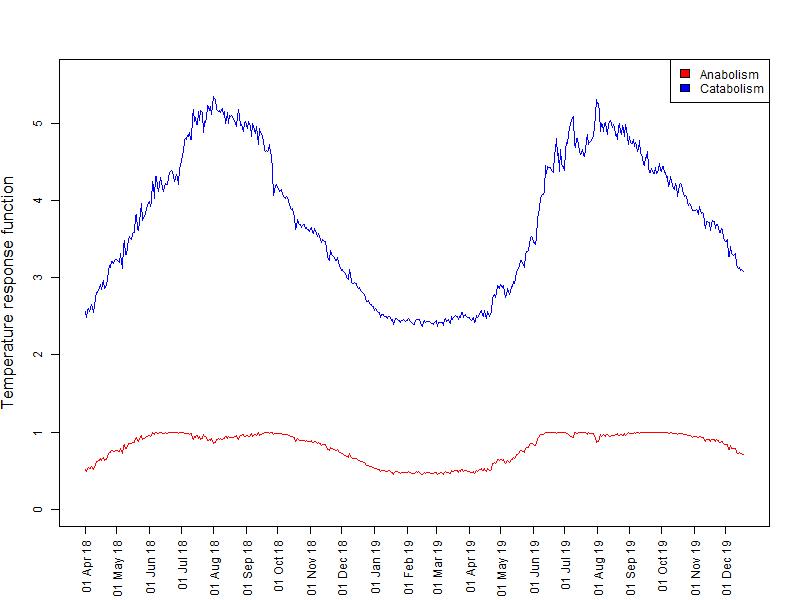 Anabolism
Catabolism
Temperature response function
5
4
3
2
1
0
01 Apr 18
01 May 18
01 Jun 18
01 Jul 18
01 Aug 18
01 Sep 18
01 Oct 18
01 Nov 18
01 Dec 18
01 Jan 19
01 Feb 19
01 Mar 19
01 Apr 19
01 May 19
01 Jun 19
01 Jul 19
01 Aug 19
01 Sep 19
01 Oct 19
01 Nov 19
01 Dec 19